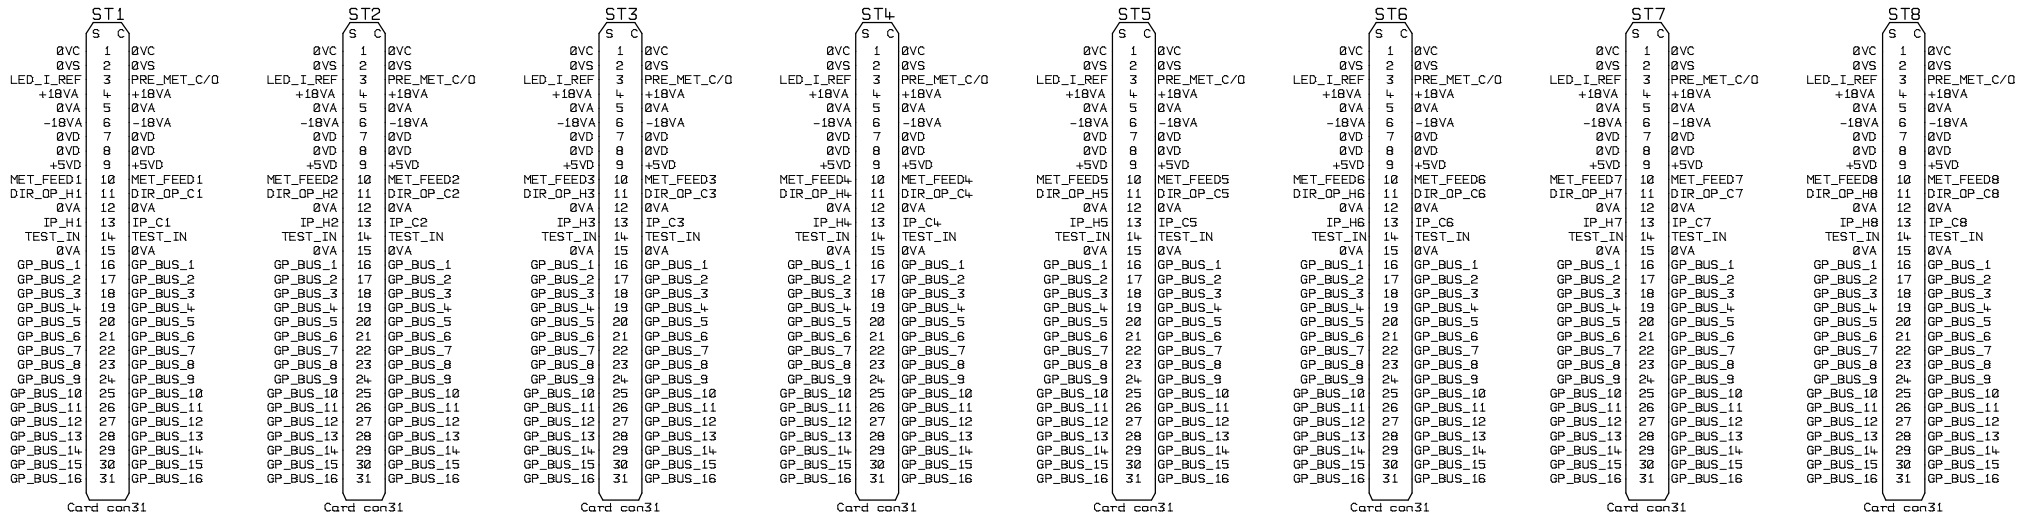 ST1
S C
0VC 1 0VC
0VS 2 0VS
LED_I_REF 3 PRE_MET_C/O
+18VA 4 +18VA
0VA 5 0VA
-18VA 6 -18VA
0VD 7 0VD
0VD 8 0VD
+5VD 9 +5VD
MET_FEED1 10 MET_FEED1
DIR_OP_H1 11 DIR_OP_C1
0VA 12 0VA
IP_H1 13 IP_C1
TEST_IN 14 TEST_IN
0VA 15 0VA
GP_BUS_1 16 GP_BUS_1
GP_BUS_2 17 GP_BUS_2
GP_BUS_3 18 GP_BUS_3
GP_BUS_4 19 GP_BUS_4
GP_BUS_5 20 GP_BUS_5
GP_BUS_6 21 GP_BUS_6
GP_BUS_7 22 GP_BUS_7
GP_BUS_8 23 GP_BUS_8
GP_BUS_9 24 GP_BUS_9
GP_BUS_10 25 GP_BUS_10
GP_BUS_11 26 GP_BUS_11
GP_BUS_12 27 GP_BUS_12
GP_BUS_13 28 GP_BUS_13
GP_BUS_14 29 GP_BUS_14
GP_BUS_15 30 GP_BUS_15
GP_BUS_16 31 GP_BUS_16
Card con31
ST2
S C
0VC 1 0VC
0VS 2 0VS
LED_I_REF 3 PRE_MET_C/O
+18VA 4 +18VA
0VA 5 0VA
-18VA 6 -18VA
0VD 7 0VD
0VD 8 0VD
+5VD 9 +5VD
MET_FEED2 10 MET_FEED2
DIR_OP_H2 11 DIR_OP_C2
0VA 12 0VA
IP_H2 13 IP_C2
TEST_IN 14 TEST_IN
0VA 15 0VA
GP_BUS_1 16 GP_BUS_1
GP_BUS_2 17 GP_BUS_2
GP_BUS_3 18 GP_BUS_3
GP_BUS_4 19 GP_BUS_4
GP_BUS_5 20 GP_BUS_5
GP_BUS_6 21 GP_BUS_6
GP_BUS_7 22 GP_BUS_7
GP_BUS_8 23 GP_BUS_8
GP_BUS_9 24 GP_BUS_9
GP_BUS_10 25 GP_BUS_10
GP_BUS_11 26 GP_BUS_11
GP_BUS_12 27 GP_BUS_12
GP_BUS_13 28 GP_BUS_13
GP_BUS_14 29 GP_BUS_14
GP_BUS_15 30 GP_BUS_15
GP_BUS_16 31 GP_BUS_16
Card con31
ST3
S C
0VC 1 0VC
0VS 2 0VS
LED_I_REF 3 PRE_MET_C/O
+18VA 4 +18VA
0VA 5 0VA
-18VA 6 -18VA
0VD 7 0VD
0VD 8 0VD
+5VD 9 +5VD
MET_FEED3 10 MET_FEED3
DIR_OP_H3 11 DIR_OP_C3
0VA 12 0VA
IP_H3 13 IP_C3
TEST_IN 14 TEST_IN
0VA 15 0VA
GP_BUS_1 16 GP_BUS_1
GP_BUS_2 17 GP_BUS_2
GP_BUS_3 18 GP_BUS_3
GP_BUS_4 19 GP_BUS_4
GP_BUS_5 20 GP_BUS_5
GP_BUS_6 21 GP_BUS_6
GP_BUS_7 22 GP_BUS_7
GP_BUS_8 23 GP_BUS_8
GP_BUS_9 24 GP_BUS_9
GP_BUS_10 25 GP_BUS_10
GP_BUS_11 26 GP_BUS_11
GP_BUS_12 27 GP_BUS_12
GP_BUS_13 28 GP_BUS_13
GP_BUS_14 29 GP_BUS_14
GP_BUS_15 30 GP_BUS_15
GP_BUS_16 31 GP_BUS_16
Card con31
ST4
S C
0VC 1 0VC
0VS 2 0VS
LED_I_REF 3 PRE_MET_C/O
+18VA 4 +18VA
0VA 5 0VA
-18VA 6 -18VA
0VD 7 0VD
0VD 8 0VD
+5VD 9 +5VD
MET_FEED4 10 MET_FEED4
DIR_OP_H4 11 DIR_OP_C4
0VA 12 0VA
IP_H4 13 IP_C4
TEST_IN 14 TEST_IN
0VA 15 0VA
GP_BUS_1 16 GP_BUS_1
GP_BUS_2 17 GP_BUS_2
GP_BUS_3 18 GP_BUS_3
GP_BUS_4 19 GP_BUS_4
GP_BUS_5 20 GP_BUS_5
GP_BUS_6 21 GP_BUS_6
GP_BUS_7 22 GP_BUS_7
GP_BUS_8 23 GP_BUS_8
GP_BUS_9 24 GP_BUS_9
GP_BUS_10 25 GP_BUS_10
GP_BUS_11 26 GP_BUS_11
GP_BUS_12 27 GP_BUS_12
GP_BUS_13 28 GP_BUS_13
GP_BUS_14 29 GP_BUS_14
GP_BUS_15 30 GP_BUS_15
GP_BUS_16 31 GP_BUS_16
Card con31
ST5
S C
0VC 1 0VC
0VS 2 0VS
LED_I_REF 3 PRE_MET_C/O
+18VA 4 +18VA
0VA 5 0VA
-18VA 6 -18VA
0VD 7 0VD
0VD 8 0VD
+5VD 9 +5VD
MET_FEED5 10 MET_FEED5
DIR_OP_H5 11 DIR_OP_C5
0VA 12 0VA
IP_H5 13 IP_C5
TEST_IN 14 TEST_IN
0VA 15 0VA
GP_BUS_1 16 GP_BUS_1
GP_BUS_2 17 GP_BUS_2
GP_BUS_3 18 GP_BUS_3
GP_BUS_4 19 GP_BUS_4
GP_BUS_5 20 GP_BUS_5
GP_BUS_6 21 GP_BUS_6
GP_BUS_7 22 GP_BUS_7
GP_BUS_8 23 GP_BUS_8
GP_BUS_9 24 GP_BUS_9
GP_BUS_10 25 GP_BUS_10
GP_BUS_11 26 GP_BUS_11
GP_BUS_12 27 GP_BUS_12
GP_BUS_13 28 GP_BUS_13
GP_BUS_14 29 GP_BUS_14
GP_BUS_15 30 GP_BUS_15
GP_BUS_16 31 GP_BUS_16
Card con31
ST6
S C
0VC 1 0VC
0VS 2 0VS
LED_I_REF 3 PRE_MET_C/O
+18VA 4 +18VA
0VA 5 0VA
-18VA 6 -18VA
0VD 7 0VD
0VD 8 0VD
+5VD 9 +5VD
MET_FEED6 10 MET_FEED6
DIR_OP_H6 11 DIR_OP_C6
0VA 12 0VA
IP_H6 13 IP_C6
TEST_IN 14 TEST_IN
0VA 15 0VA
GP_BUS_1 16 GP_BUS_1
GP_BUS_2 17 GP_BUS_2
GP_BUS_3 18 GP_BUS_3
GP_BUS_4 19 GP_BUS_4
GP_BUS_5 20 GP_BUS_5
GP_BUS_6 21 GP_BUS_6
GP_BUS_7 22 GP_BUS_7
GP_BUS_8 23 GP_BUS_8
GP_BUS_9 24 GP_BUS_9
GP_BUS_10 25 GP_BUS_10
GP_BUS_11 26 GP_BUS_11
GP_BUS_12 27 GP_BUS_12
GP_BUS_13 28 GP_BUS_13
GP_BUS_14 29 GP_BUS_14
GP_BUS_15 30 GP_BUS_15
GP_BUS_16 31 GP_BUS_16
Card con31
ST7
S C
0VC 1 0VC
0VS 2 0VS
LED_I_REF 3 PRE_MET_C/O
+18VA 4 +18VA
0VA 5 0VA
-18VA 6 -18VA
0VD 7 0VD
0VD 8 0VD
+5VD 9 +5VD
MET_FEED7 10 MET_FEED7
DIR_OP_H7 11 DIR_OP_C7
0VA 12 0VA
IP_H7 13 IP_C7
TEST_IN 14 TEST_IN
0VA 15 0VA
GP_BUS_1 16 GP_BUS_1
GP_BUS_2 17 GP_BUS_2
GP_BUS_3 18 GP_BUS_3
GP_BUS_4 19 GP_BUS_4
GP_BUS_5 20 GP_BUS_5
GP_BUS_6 21 GP_BUS_6
GP_BUS_7 22 GP_BUS_7
GP_BUS_8 23 GP_BUS_8
GP_BUS_9 24 GP_BUS_9
GP_BUS_10 25 GP_BUS_10
GP_BUS_11 26 GP_BUS_11
GP_BUS_12 27 GP_BUS_12
GP_BUS_13 28 GP_BUS_13
GP_BUS_14 29 GP_BUS_14
GP_BUS_15 30 GP_BUS_15
GP_BUS_16 31 GP_BUS_16
Card con31
ST8
S C
0VC 1 0VC
0VS 2 0VS
LED_I_REF 3 PRE_MET_C/O
+18VA 4 +18VA
0VA 5 0VA
-18VA 6 -18VA
0VD 7 0VD
0VD 8 0VD
+5VD 9 +5VD
MET_FEED8 10 MET_FEED8
DIR_OP_H8 11 DIR_OP_C8
0VA 12 0VA
IP_H8 13 IP_C8
TEST_IN 14 TEST_IN
0VA 15 0VA
GP_BUS_1 16 GP_BUS_1
GP_BUS_2 17 GP_BUS_2
GP_BUS_3 18 GP_BUS_3
GP_BUS_4 19 GP_BUS_4
GP_BUS_5 20 GP_BUS_5
GP_BUS_6 21 GP_BUS_6
GP_BUS_7 22 GP_BUS_7
GP_BUS_8 23 GP_BUS_8
GP_BUS_9 24 GP_BUS_9
GP_BUS_10 25 GP_BUS_10
GP_BUS_11 26 GP_BUS_11
GP_BUS_12 27 GP_BUS_12
GP_BUS_13 28 GP_BUS_13
GP_BUS_14 29 GP_BUS_14
GP_BUS_15 30 GP_BUS_15
GP_BUS_16 31 GP_BUS_16
Card con31